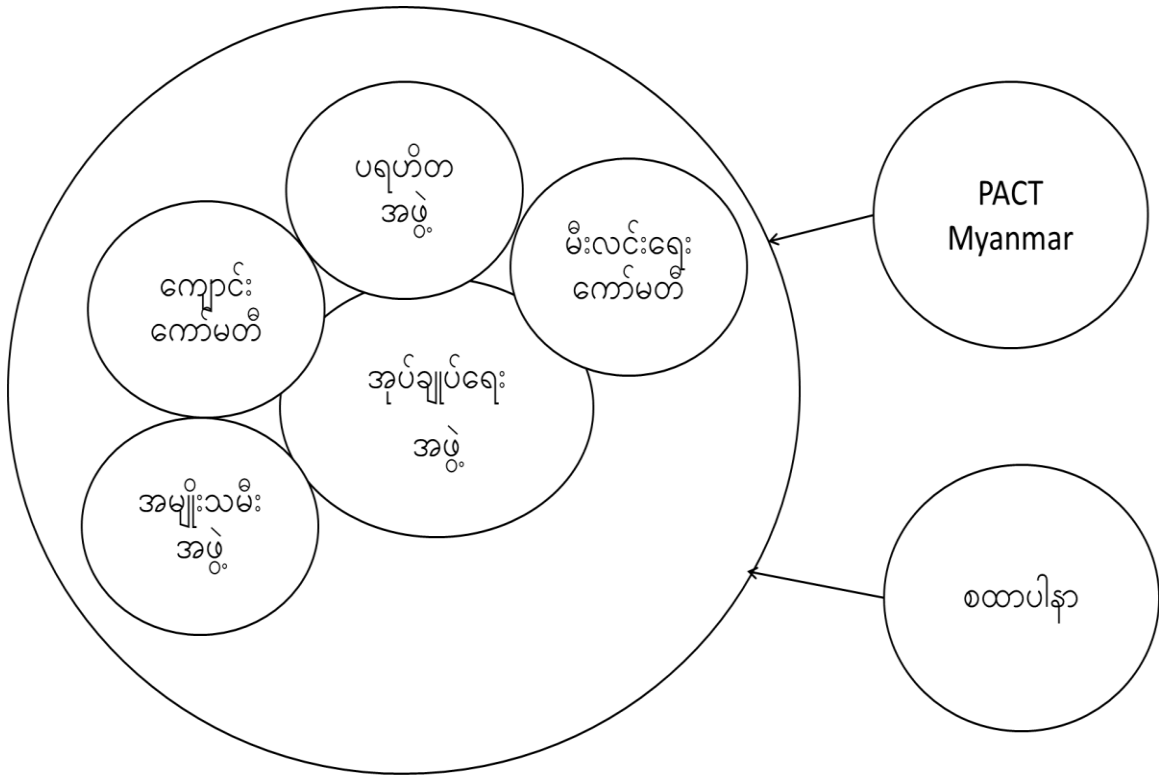 ပရဟိတ
အဖွဲ့
မီးလင်းရေး
ကော်မတီ
ကျောင်း
ကော်မတီ
အုပ်ချုပ်ရေး
အဖွဲ့
အမျိုးသမီး
အဖွဲ့
PACT
Myanmar
စထာပါနာ